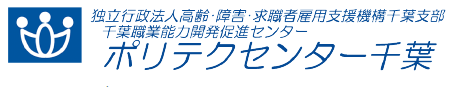 独立行政法人高齢・障害・求職者雇用支援機構千葉支部
千葉職業能力開発促進センター
ポリテクセンター千葉